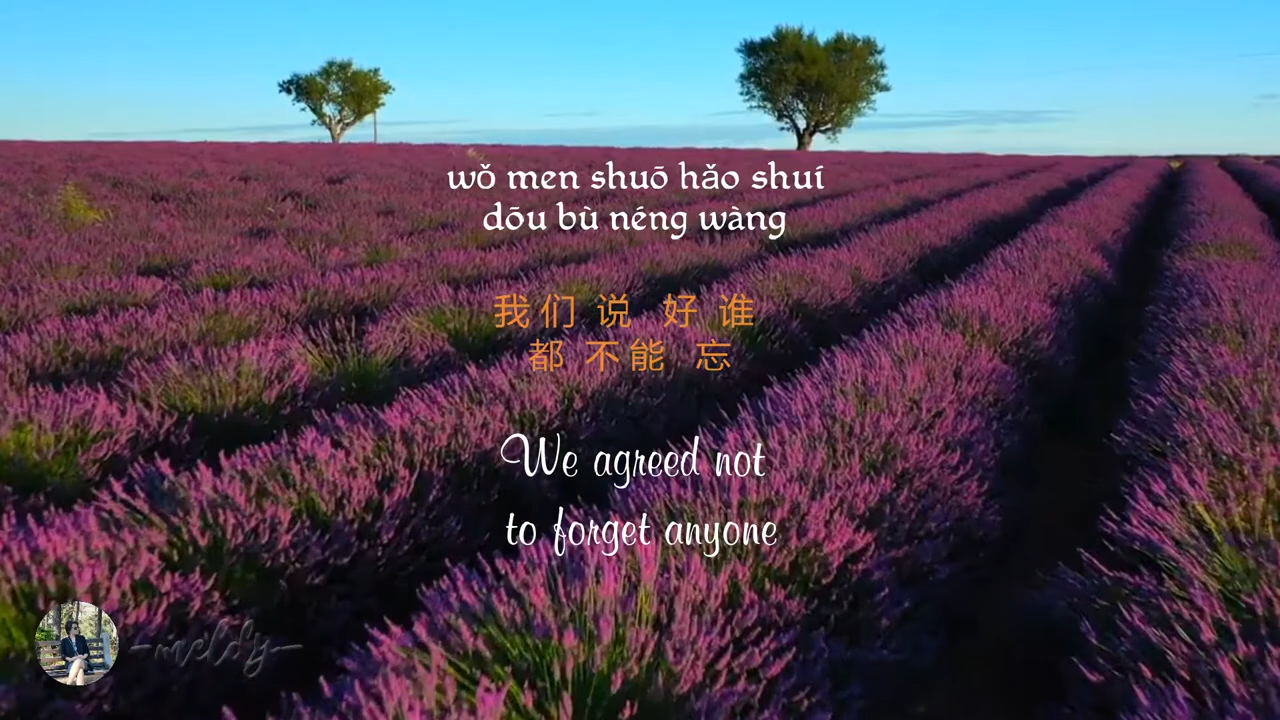 wǒ men shuō hǎo shuí
dōu bù néng wàng
我们 说 好 谁
都 不能 忘
We agreed not
to forget anyone
-meldy-